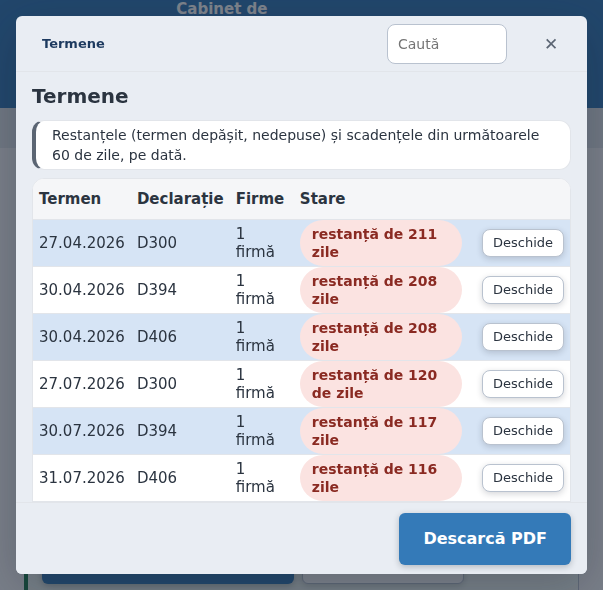 Cabinet de
Termene
Caută
✕
Termene
Restanțele (termen depășit, nedepuse) și scadențele din următoarele
60 de zile, pe dată.
Termen Declarație Firme Stare
27.04.2026 D300 1 firmă restanță de 211 zile Deschide
30.04.2026 D394 1 firmă restanță de 208 zile Deschide
30.04.2026 D406 1 firmă restanță de 208 zile Deschide
27.07.2026 D300 1 firmă restanță de 120 de zile Deschide
30.07.2026 D394 1 firmă restanță de 117 zile Deschide
31.07.2026 D406 1 firmă restanță de 116 zile Deschide
Descarcă PDF